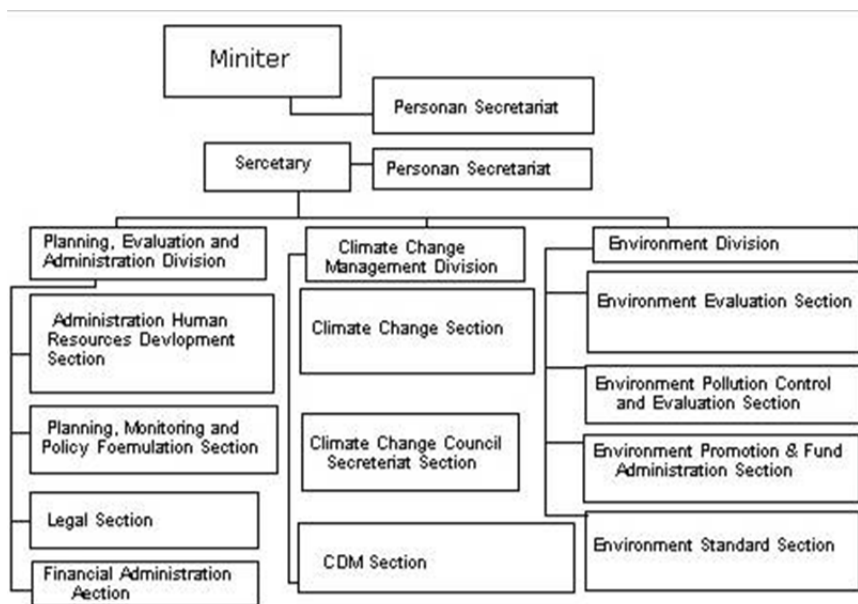 Miniter
Personan Secretariat
Sercetary
Personan Secretariat
Planning, Evaluation and
Administration Division
Administration Human
Resources Devlopment
Section
Planning, Monitoring and
Policy Foemulation Section
Legal Section
Financial Administration
Aection
Climate Change
Management Division
Climate Change Section
Climate Change Council
Secreteriat Section
CDM Section
Environment Division
Environment Evaluation Section
Environment Pollution Control
and Evaluation Section
Environment Promotion & Fund
Administration Section
Environment Standard Section